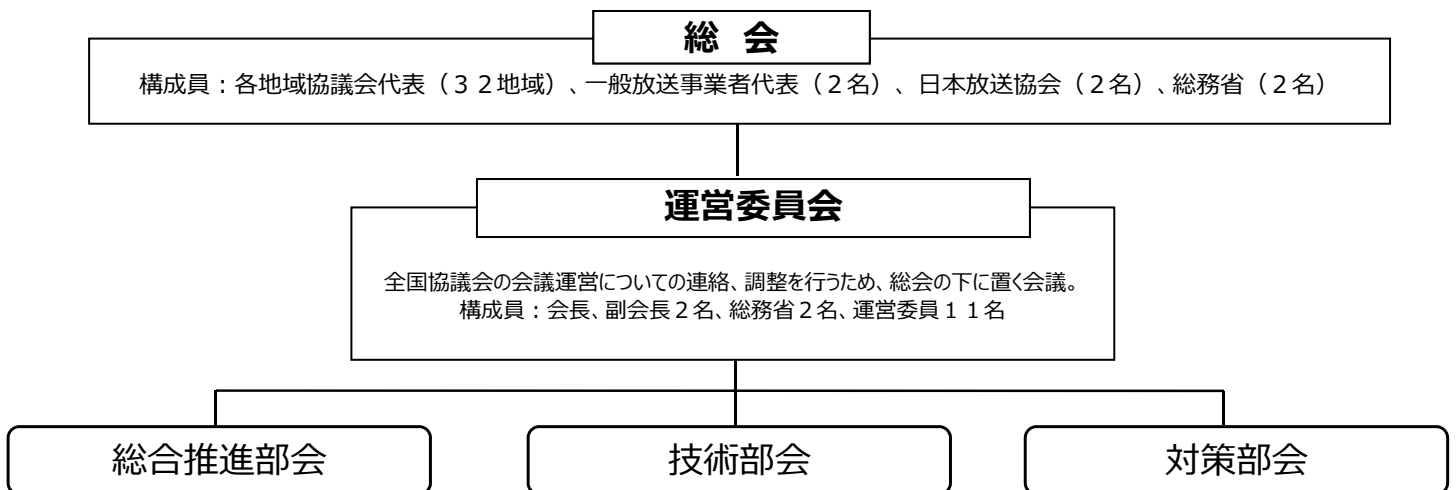 総 会
構成員：各地域協議会代表（３２地域）、一般放送事業者代表（２名）、日本放送協会（２名）、総務省（２名）
運営委員会
全国協議会の会議運営についての連絡、調整を行うため、総会の下に置く会議。
構成員：会長、副会長２名、総務省２名、運営委員１１名
総合推進部会
技術部会
対策部会